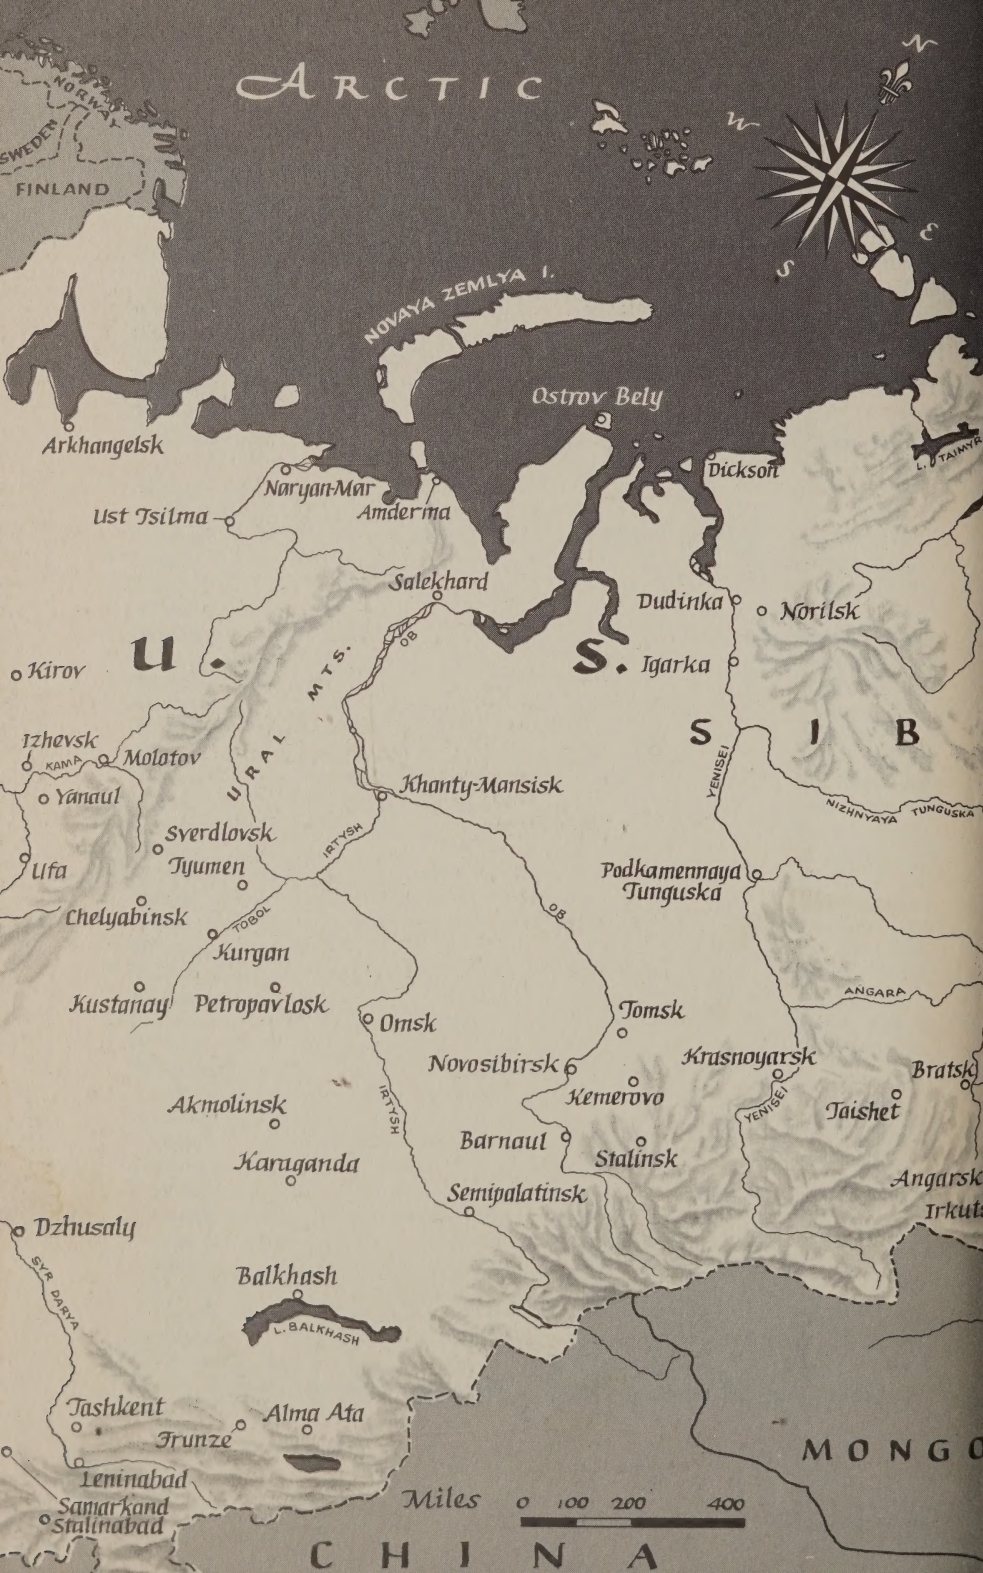 ARCTIC
N
NORWAY
W
SWEDEN
FINLAND
E
S
NOVAYA ZEMLYA I.
Ostrov Bely
Arkhangelsk
L. TAIMYR
Dickson
Naryan-Mar
Amderma
Ust Tsilma
Salekhard
Dudinka
Norilsk
OB
U.
S.
Igarka
Kirov
URAL MTS.
SIB
Izhevsk
KAMA
Molotov
YENISEI
Khanty-Mansisk
Yanaul
NIZHNYAYA TUNGUSKA
Sverdlovsk
IRTYSH
Ufa
Tyumen
Podkamennaya
Tunguska
Chelyabinsk
TOBOL
OB
Kurgan
Kustanay
Petropavlosk
ANGARA
Omsk
Tomsk
Novosibirsk
Krasnoyarsk
Bratsk
Akmolinsk
IRTYSH
Kemerovo
YENISEI
Taishet
Barnaul
Karaganda
Stalinsk
Semipalatinsk
Angarsk
Irkuts
Dzhusaly
SYR DARYA
Balkhash
L. BALKHASH
Tashkent
Alma Ata
Frunze
MONGO
Leninabad
Samarkand
Stalinabad
Miles 0 100 200 400
CHINA